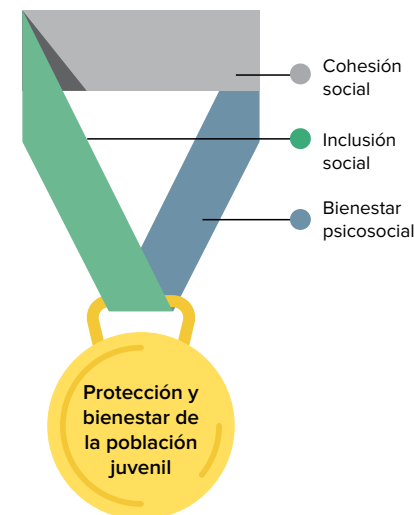 Cohesión
social
Inclusión
social
Bienestar
psicosocial
Protección y
bienestar de
la población
juvenil